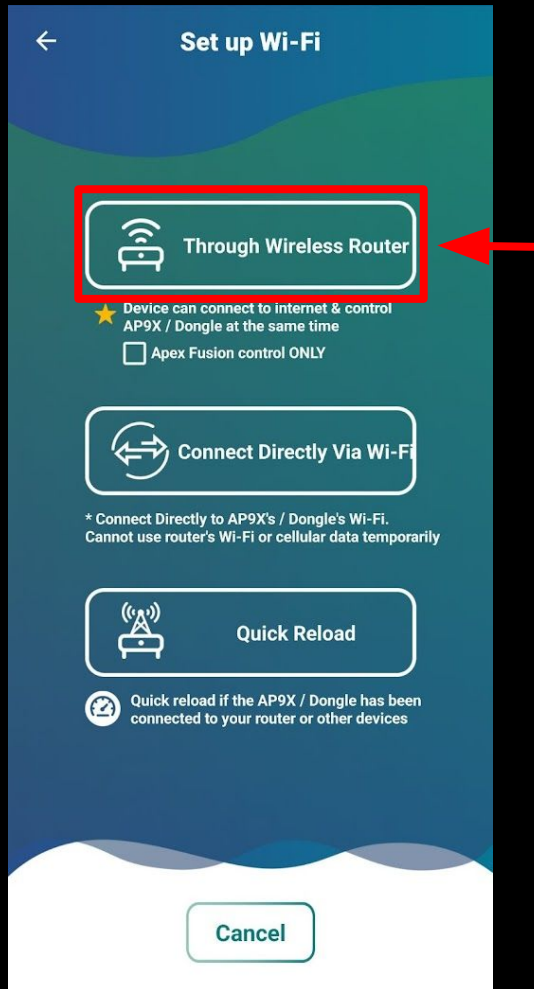 Set up Wi-Fi
Through Wireless Router
Device can connect to internet & control
AP9X / Dongle at the same time
Apex Fusion control ONLY
Connect Directly Via Wi-Fi
* Connect Directly to AP9X's / Dongle's Wi-Fi.
Cannot use router's Wi-Fi or cellular data temporarily
Quick Reload
Quick reload if the AP9X / Dongle has been
connected to your router or other devices
Cancel